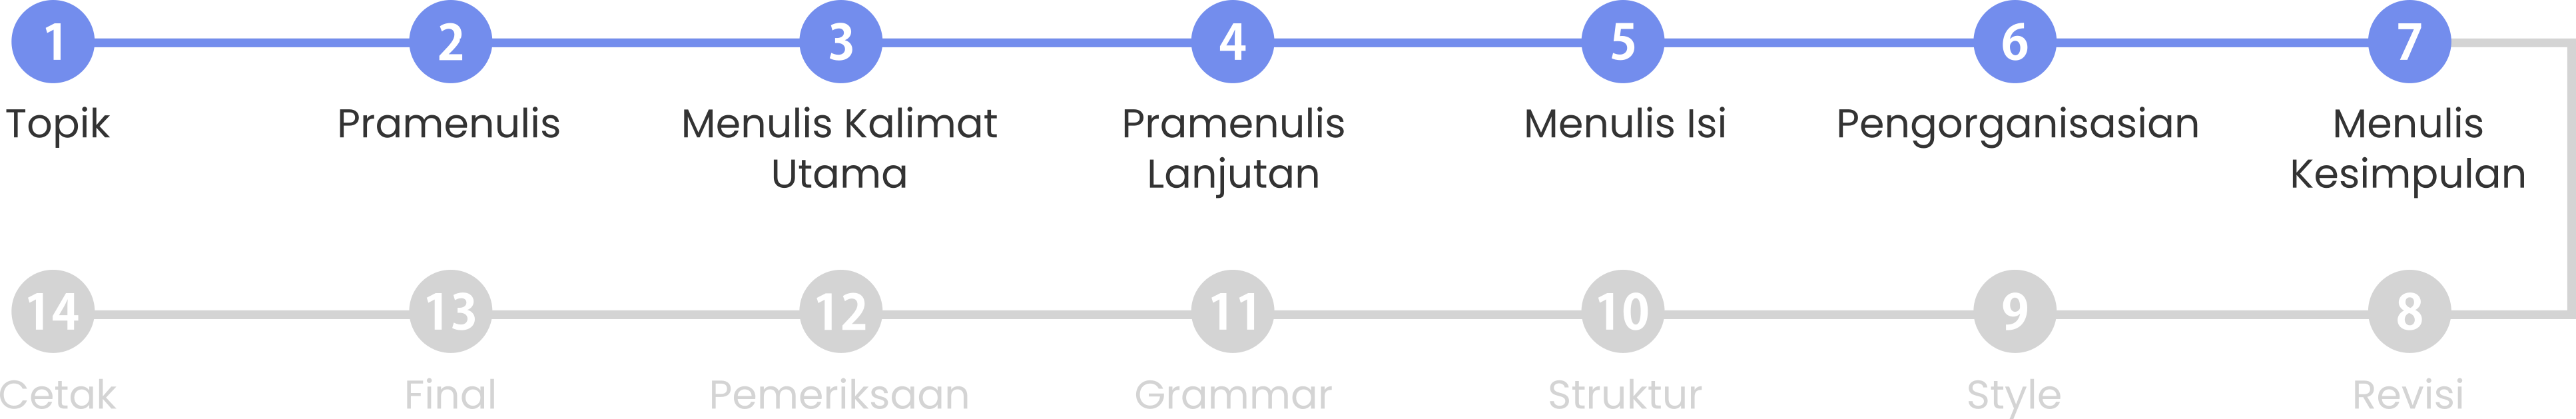 1 2 3 4 5 6 7
Topik Pramenulis Menulis Kalimat Pramenulis Menulis Isi Pengorganisasian Menulis
Utama Lanjutan Kesimpulan
14 13 12 11 10 9 8
Cetak Final Pemeriksaan Grammar Struktur Style Revisi